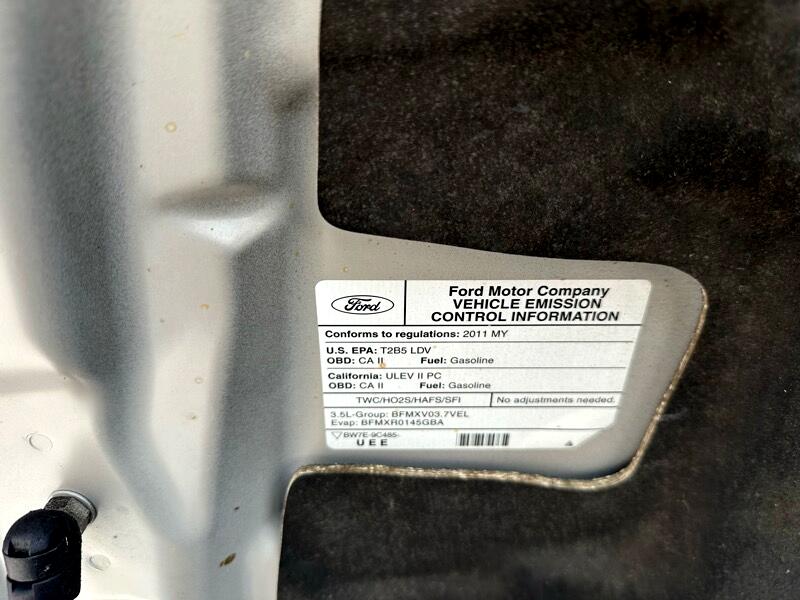 Ford
Ford Motor Company
VEHICLE EMISSION
CONTROL INFORMATION
Conforms to regulations: 2011 MY
U.S. EPA: T2B5 LDV
OBD: CA II Fuel: Gasoline
California: ULEV II PC
OBD: CA II Fuel: Gasoline
TWC/HO2S/HAFS/SFI No adjustments needed.
3.5L-Group: BFMXV03.7VEL
Evap: BFMXR0145GBA
BW7E-9C485-
UEE